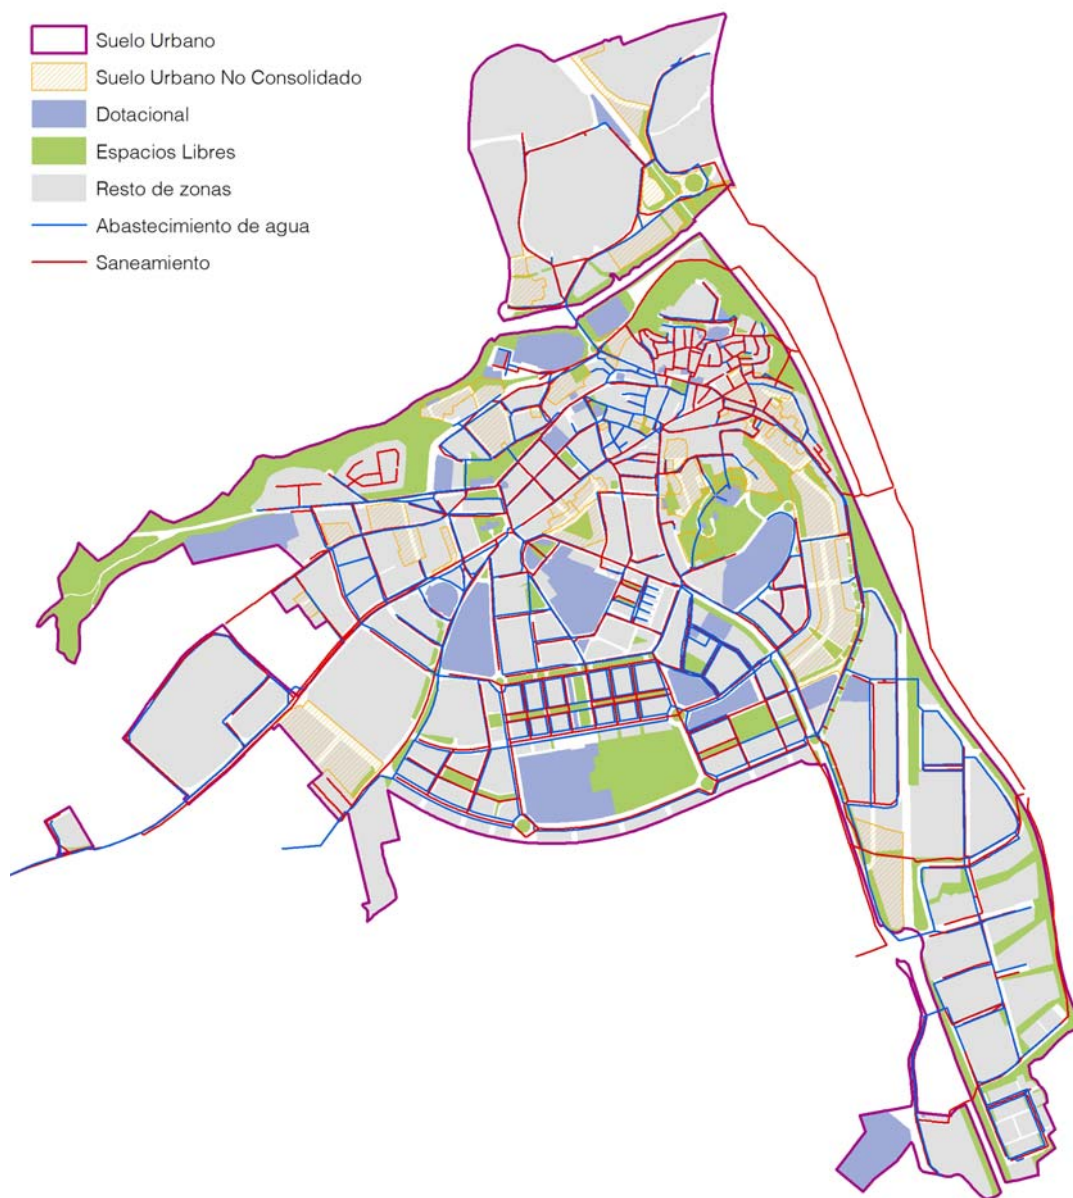 Suelo Urbano
Suelo Urbano No Consolidado
Dotacional
Espacios Libres
Resto de zonas
Abastecimiento de agua
Saneamiento